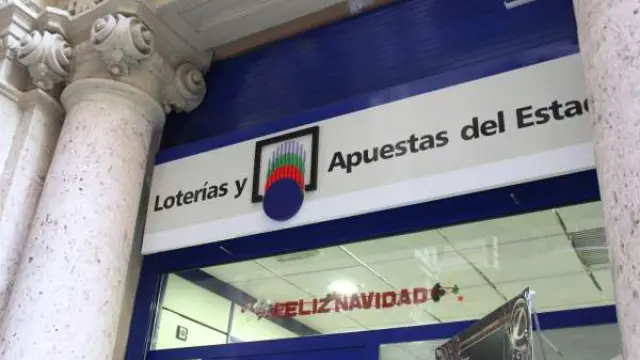 Loterías y Apuestas del Estad
FELIZ NAVIDAD